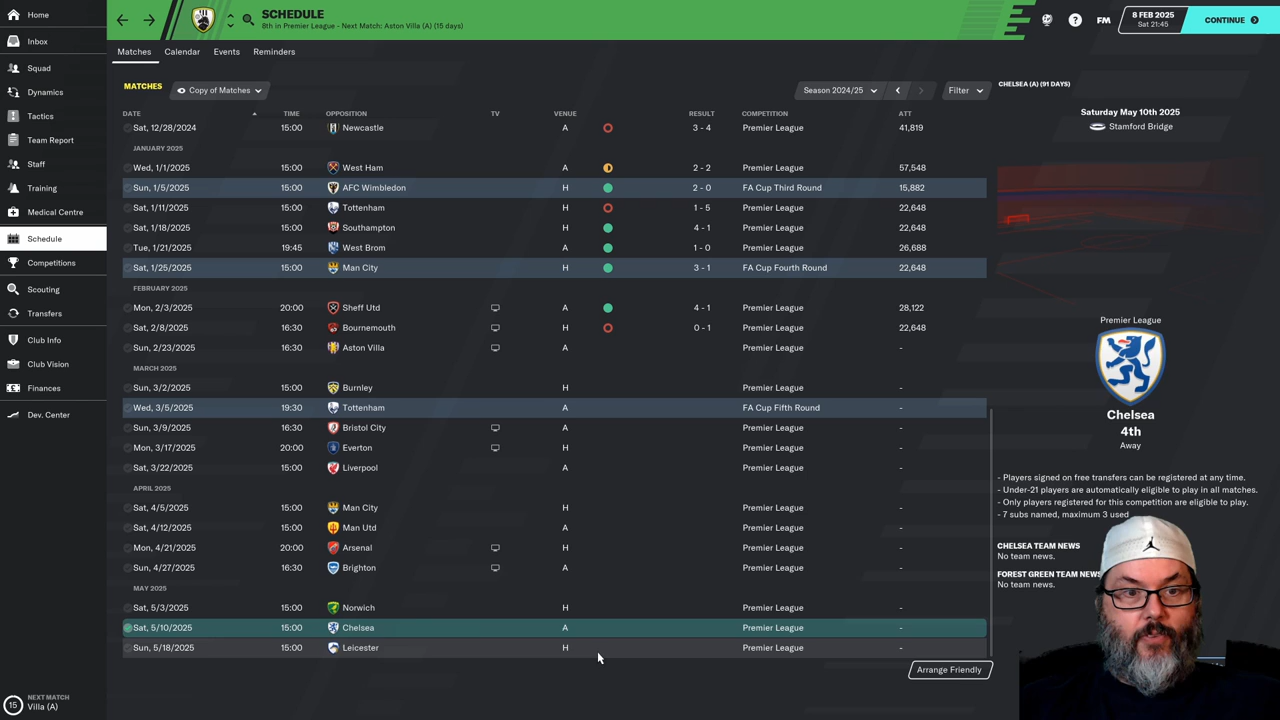 Home
Inbox
Squad
Dynamics
Tactics
Team Report
Staff
Training
Medical Centre
Schedule
Competitions
Scouting
Transfers
Club Info
Club Vision
Finances
Dev. Center
15
NEXT MATCH
Villa (A)
SCHEDULE
8th in Premier League - Next Match: Aston Villa (A) (15 days)
FM
8 FEB 2025
Sat 21:45
CONTINUE
Matches Calendar Events Reminders
MATCHES
Copy of Matches
Season 2024/25
Filter
DATE TIME OPPOSITION TV VENUE RESULT COMPETITION ATT
Sat, 12/28/2024 15:00 Newcastle A 3 - 4 Premier League 41,819
JANUARY 2025
Wed, 1/1/2025 15:00 West Ham A 2 - 2 Premier League 57,548
Sun, 1/5/2025 15:00 AFC Wimbledon H 2 - 0 FA Cup Third Round 15,882
Sat, 1/11/2025 15:00 Tottenham H 1 - 5 Premier League 22,648
Sat, 1/18/2025 15:00 Southampton H 4 - 1 Premier League 22,648
Tue, 1/21/2025 19:45 West Brom A 1 - 0 Premier League 26,688
Sat, 1/25/2025 15:00 Man City H 3 - 1 FA Cup Fourth Round 22,648
FEBRUARY 2025
Mon, 2/3/2025 20:00 Sheff Utd A 4 - 1 Premier League 28,122
Sat, 2/8/2025 16:30 Bournemouth H 0 - 1 Premier League 22,648
Sun, 2/23/2025 16:30 Aston Villa A Premier League -
MARCH 2025
Sun, 3/2/2025 15:00 Burnley H Premier League -
Wed, 3/5/2025 19:30 Tottenham A FA Cup Fifth Round -
Sun, 3/9/2025 16:30 Bristol City A Premier League -
Mon, 3/17/2025 20:00 Everton H Premier League -
Sat, 3/22/2025 15:00 Liverpool A Premier League -
APRIL 2025
Sat, 4/5/2025 15:00 Man City H Premier League -
Sat, 4/12/2025 15:00 Man Utd A Premier League -
Mon, 4/21/2025 20:00 Arsenal H Premier League -
Sun, 4/27/2025 16:30 Brighton A Premier League -
MAY 2025
Sat, 5/3/2025 15:00 Norwich H Premier League -
Sat, 5/10/2025 15:00 Chelsea A Premier League -
Sun, 5/18/2025 15:00 Leicester H Premier League -
Arrange Friendly
CHELSEA (A) (91 DAYS)
Saturday May 10th 2025
Stamford Bridge
Premier League
Chelsea
4th
Away
- Players signed on free transfers can be registered at any time.
- Under-21 players are automatically eligible to play in all matches.
- Only players registered for this competition are eligible to play.
- 7 subs named, maximum 3 used
CHELSEA TEAM NEWS
No team news.
FOREST GREEN TEAM NEWS
No team news.